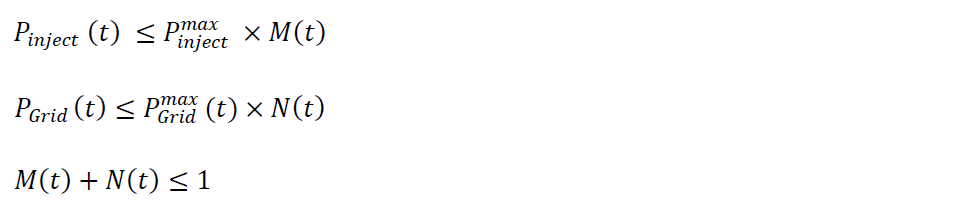 P_inject (t) ≤ P_inject^max × M(t)
P_Grid (t) ≤ P_Grid^max (t) × N(t)
M(t) + N(t) ≤ 1